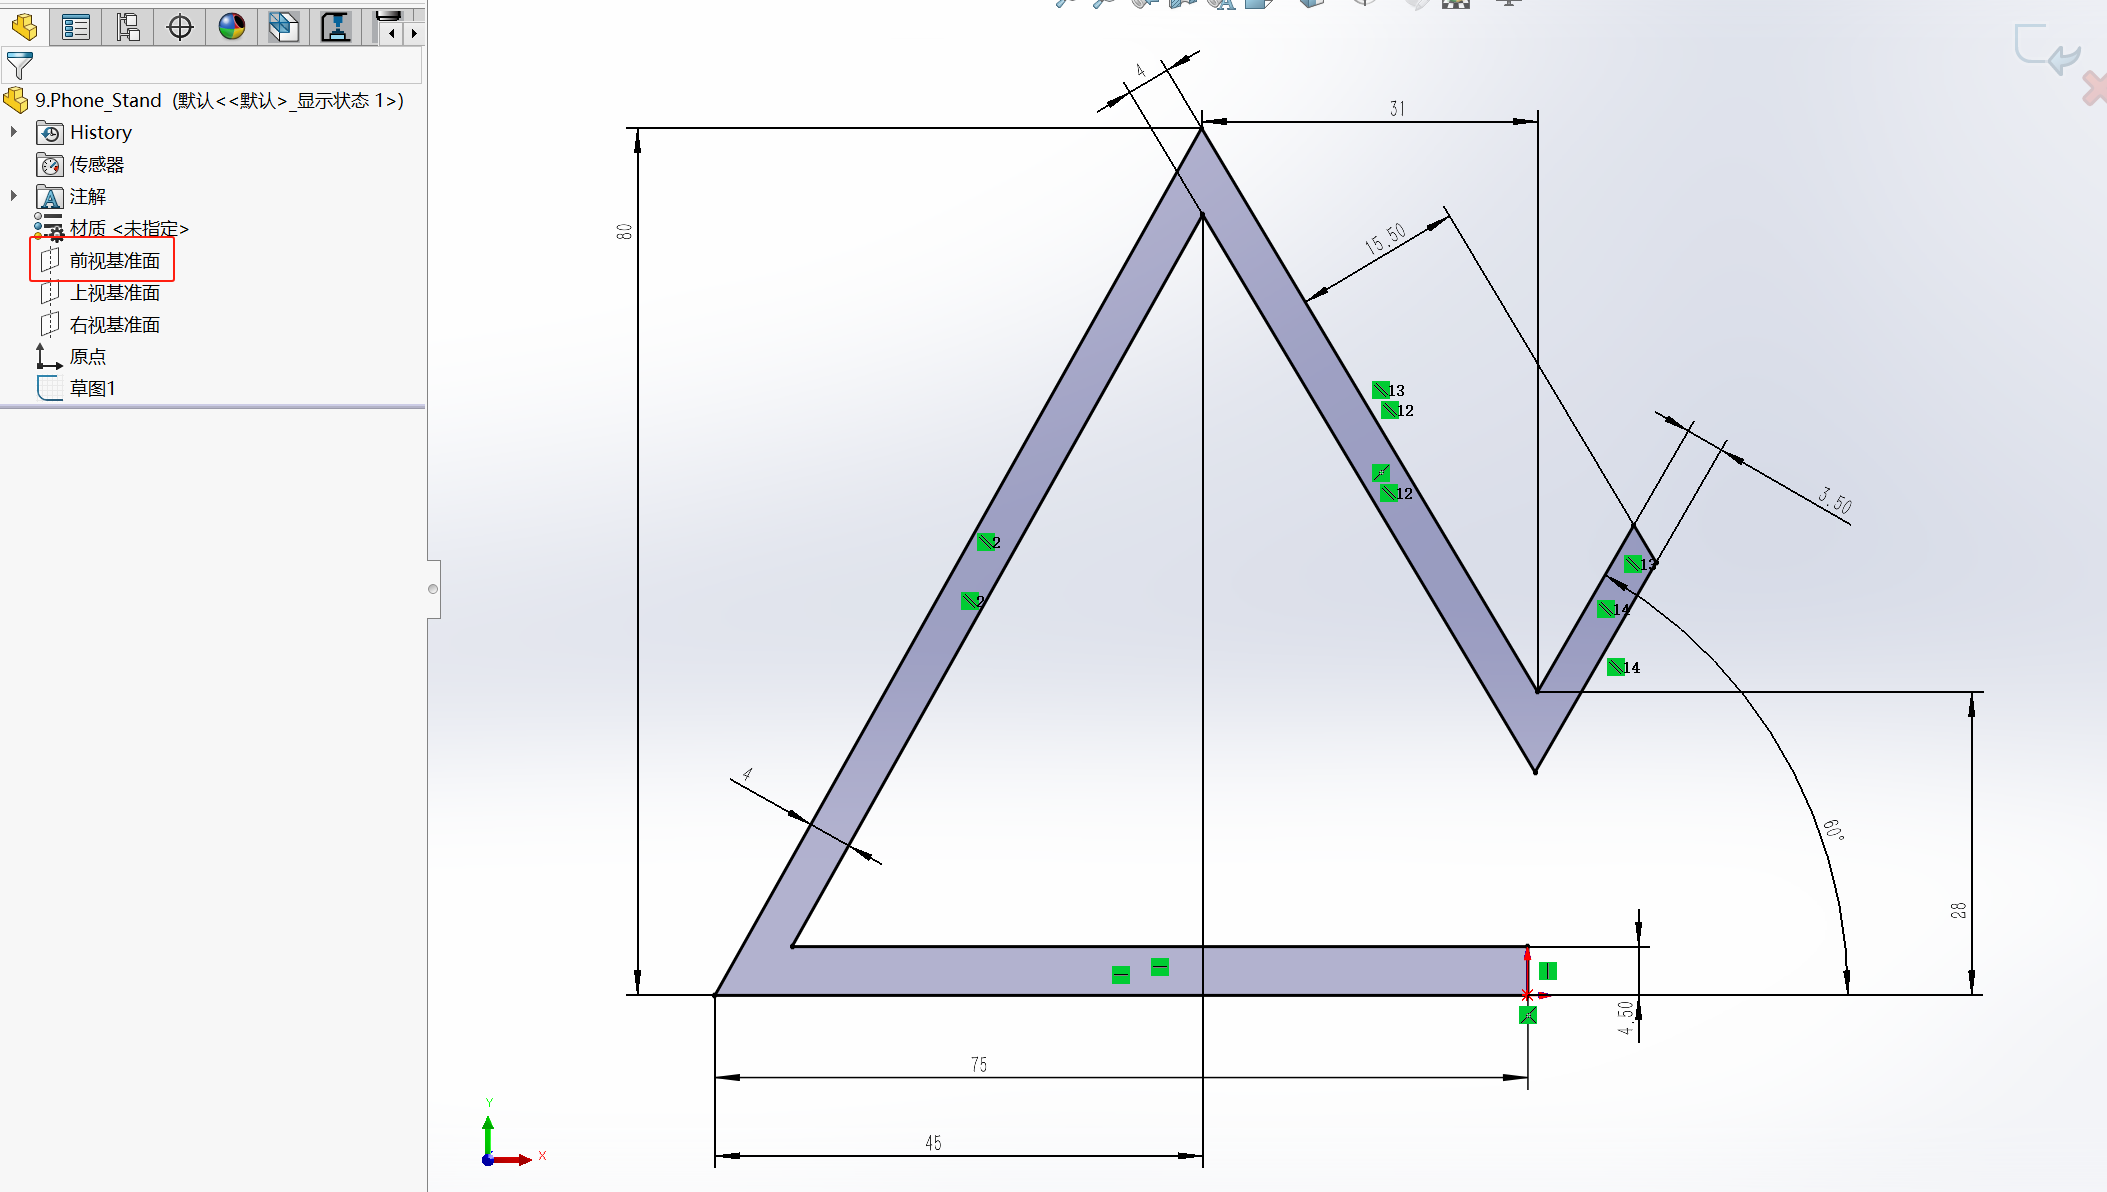 9.Phone_Stand (默认<<默认>_显示状态 1>)
History
传感器
注解
材质 <未指定>
前视基准面
上视基准面
右视基准面
原点
草图1
4
31
80
15.50
13
12
12
3.50
2
13
2
14
14
4
60°
28
4.50
75
45
Y
X